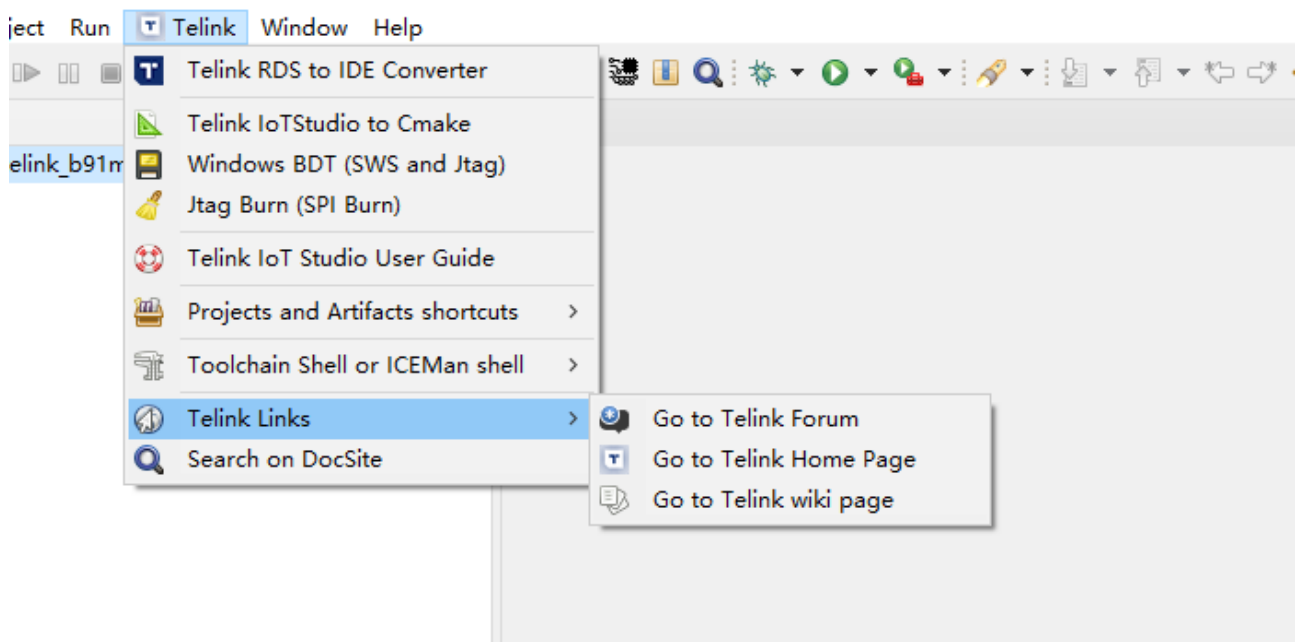 ject Run Telink Window Help
Telink RDS to IDE Converter
Telink IoTStudio to Cmake
elink_b91m
Windows BDT (SWS and Jtag)
Jtag Burn (SPI Burn)
Telink IoT Studio User Guide
Projects and Artifacts shortcuts
Toolchain Shell or ICEMan shell
Telink Links
Go to Telink Forum
Search on DocSite
Go to Telink Home Page
Go to Telink wiki page